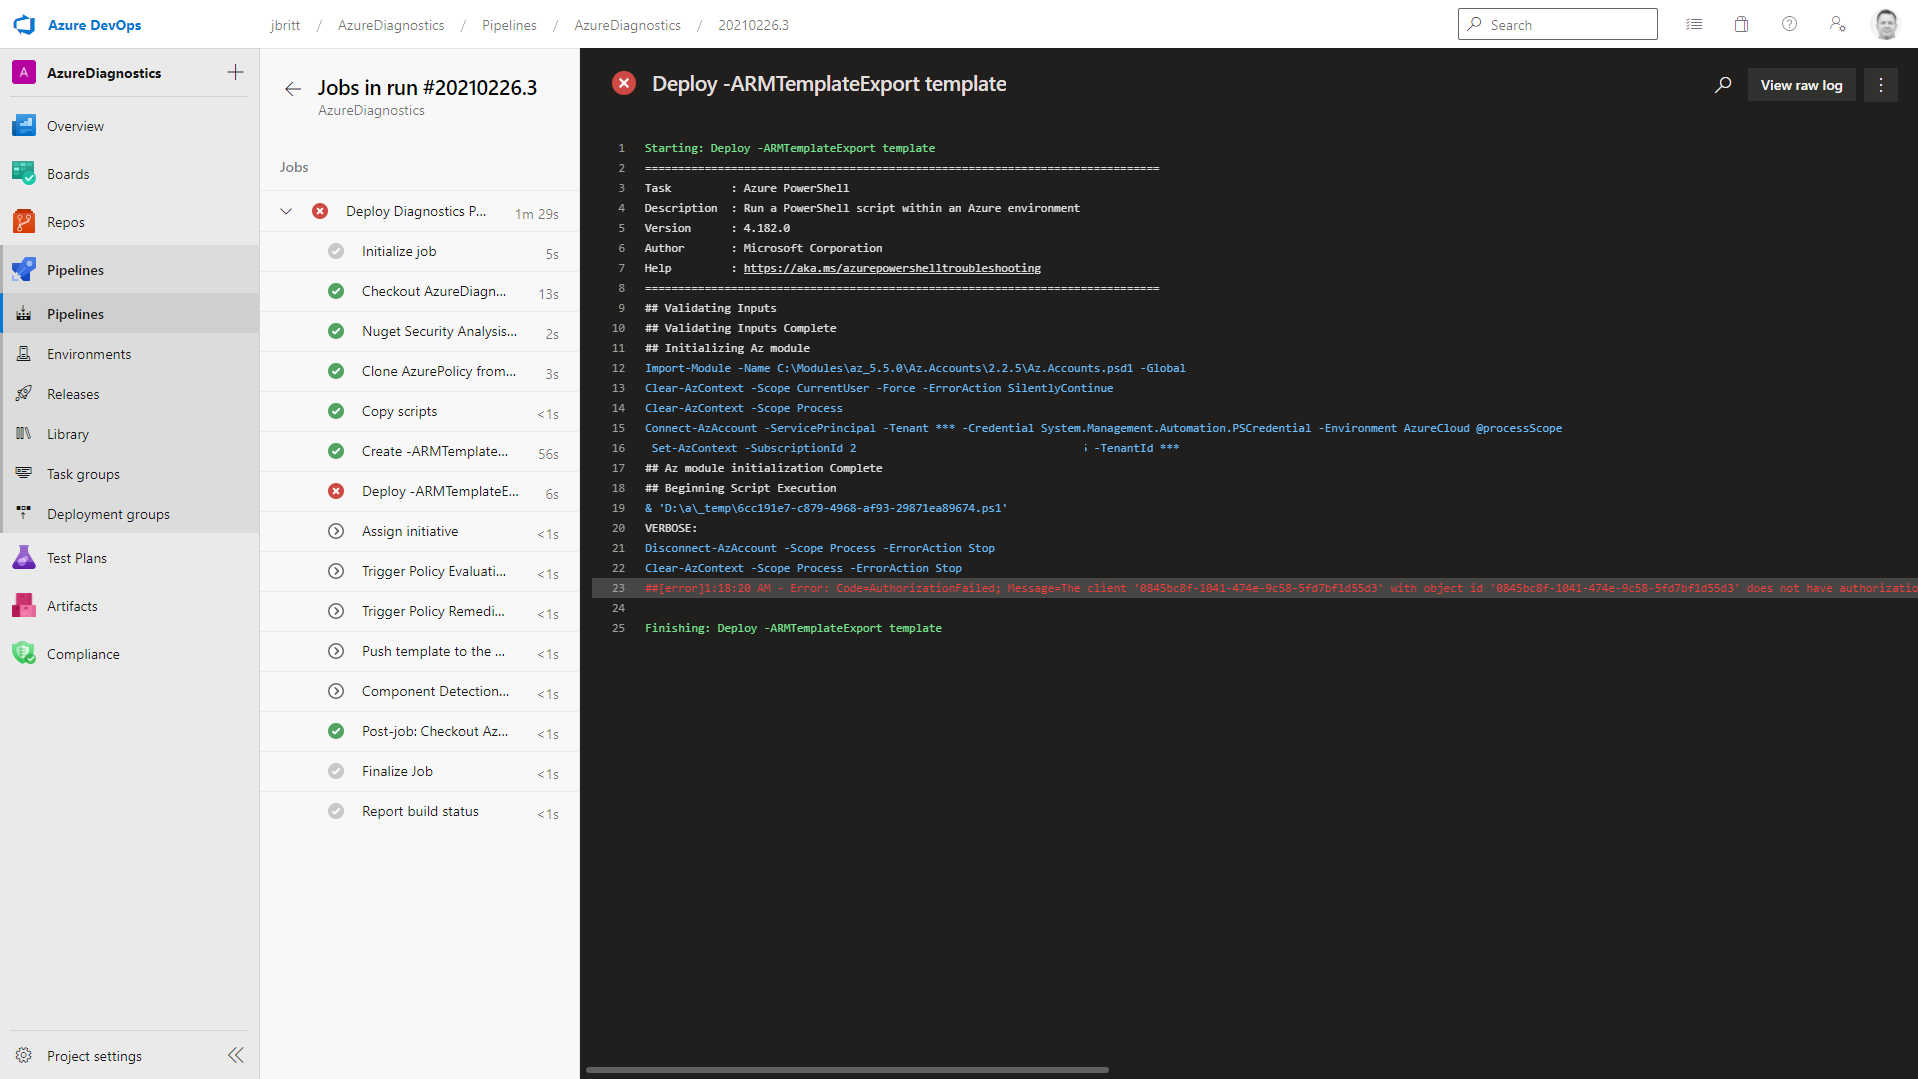 Azure DevOps
jbritt / AzureDiagnostics / Pipelines / AzureDiagnostics / 20210226.3
Search
A AzureDiagnostics
Overview
Boards
Repos
Pipelines
Pipelines
Environments
Releases
Library
Task groups
Deployment groups
Test Plans
Artifacts
Compliance
Project settings
Jobs in run #20210226.3
AzureDiagnostics
Jobs
Deploy Diagnostics P... 1m 29s
Initialize job 5s
Checkout AzureDiagn... 13s
Nuget Security Analysis... 2s
Clone AzurePolicy from... 3s
Copy scripts <1s
Create -ARMTemplate... 56s
Deploy -ARMTemplateE... 6s
Assign initiative <1s
Trigger Policy Evaluati... <1s
Trigger Policy Remedi... <1s
Push template to the ... <1s
Component Detection... <1s
Post-job: Checkout Az... <1s
Finalize Job <1s
Report build status <1s
Deploy -ARMTemplateExport template
View raw log
1 Starting: Deploy -ARMTemplateExport template
2 ==============================================================================
3 Task : Azure PowerShell
4 Description : Run a PowerShell script within an Azure environment
5 Version : 4.182.0
6 Author : Microsoft Corporation
7 Help : https://aka.ms/azurepowershelltroubleshooting
8 ==============================================================================
9 ## Validating Inputs
10 ## Validating Inputs Complete
11 ## Initializing Az module
12 Import-Module -Name C:\Modules\az_5.5.0\Az.Accounts\2.2.5\Az.Accounts.psd1 -Global
13 Clear-AzContext -Scope CurrentUser -Force -ErrorAction SilentlyContinue
14 Clear-AzContext -Scope Process
15 Connect-AzAccount -ServicePrincipal -Tenant *** -Credential System.Management.Automation.PSCredential -Environment AzureCloud @processScope
16 Set-AzContext -SubscriptionId 2 -TenantId ***
17 ## Az module initialization Complete
18 ## Beginning Script Execution
19 & 'D:\a\_temp\6cc191e7-c879-4968-af93-29871ea89674.ps1'
20 VERBOSE:
21 Disconnect-AzAccount -Scope Process -ErrorAction Stop
22 Clear-AzContext -Scope Process -ErrorAction Stop
23 ##[error]1:18:20 AM - Error: Code=AuthorizationFailed; Message=The client '0845bc8f-1041-474e-9c58-5fd7bf1d55d3' with object id '0845bc8f-1041-474e-9c58-5fd7bf1d55d3' does not have authorizatio
24
25 Finishing: Deploy -ARMTemplateExport template